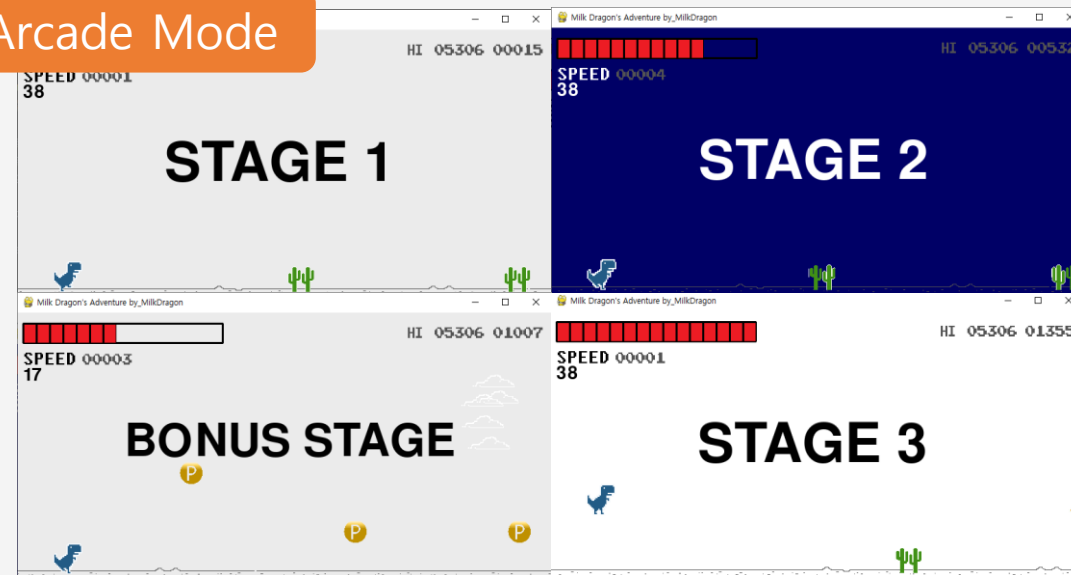 Arcade Mode
HI 05306 00015
SPEED 00001
38
STAGE 1
Milk Dragon's Adventure by_MilkDragon
HI 05306 00532
SPEED 00004
38
STAGE 2
Milk Dragon's Adventure by_MilkDragon
HI 05306 01007
SPEED 00003
17
BONUS STAGE
P
P
P
Milk Dragon's Adventure by_MilkDragon
HI 05306 01355
SPEED 00001
38
STAGE 3